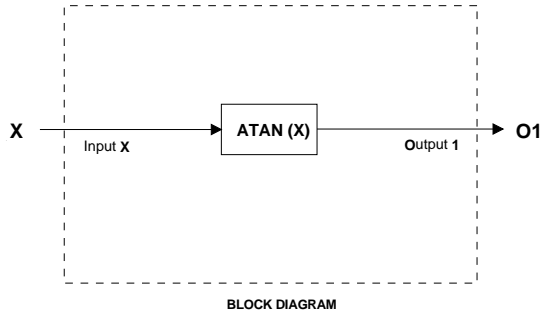 X
Input X
ATAN (X)
Output 1
O1
BLOCK DIAGRAM